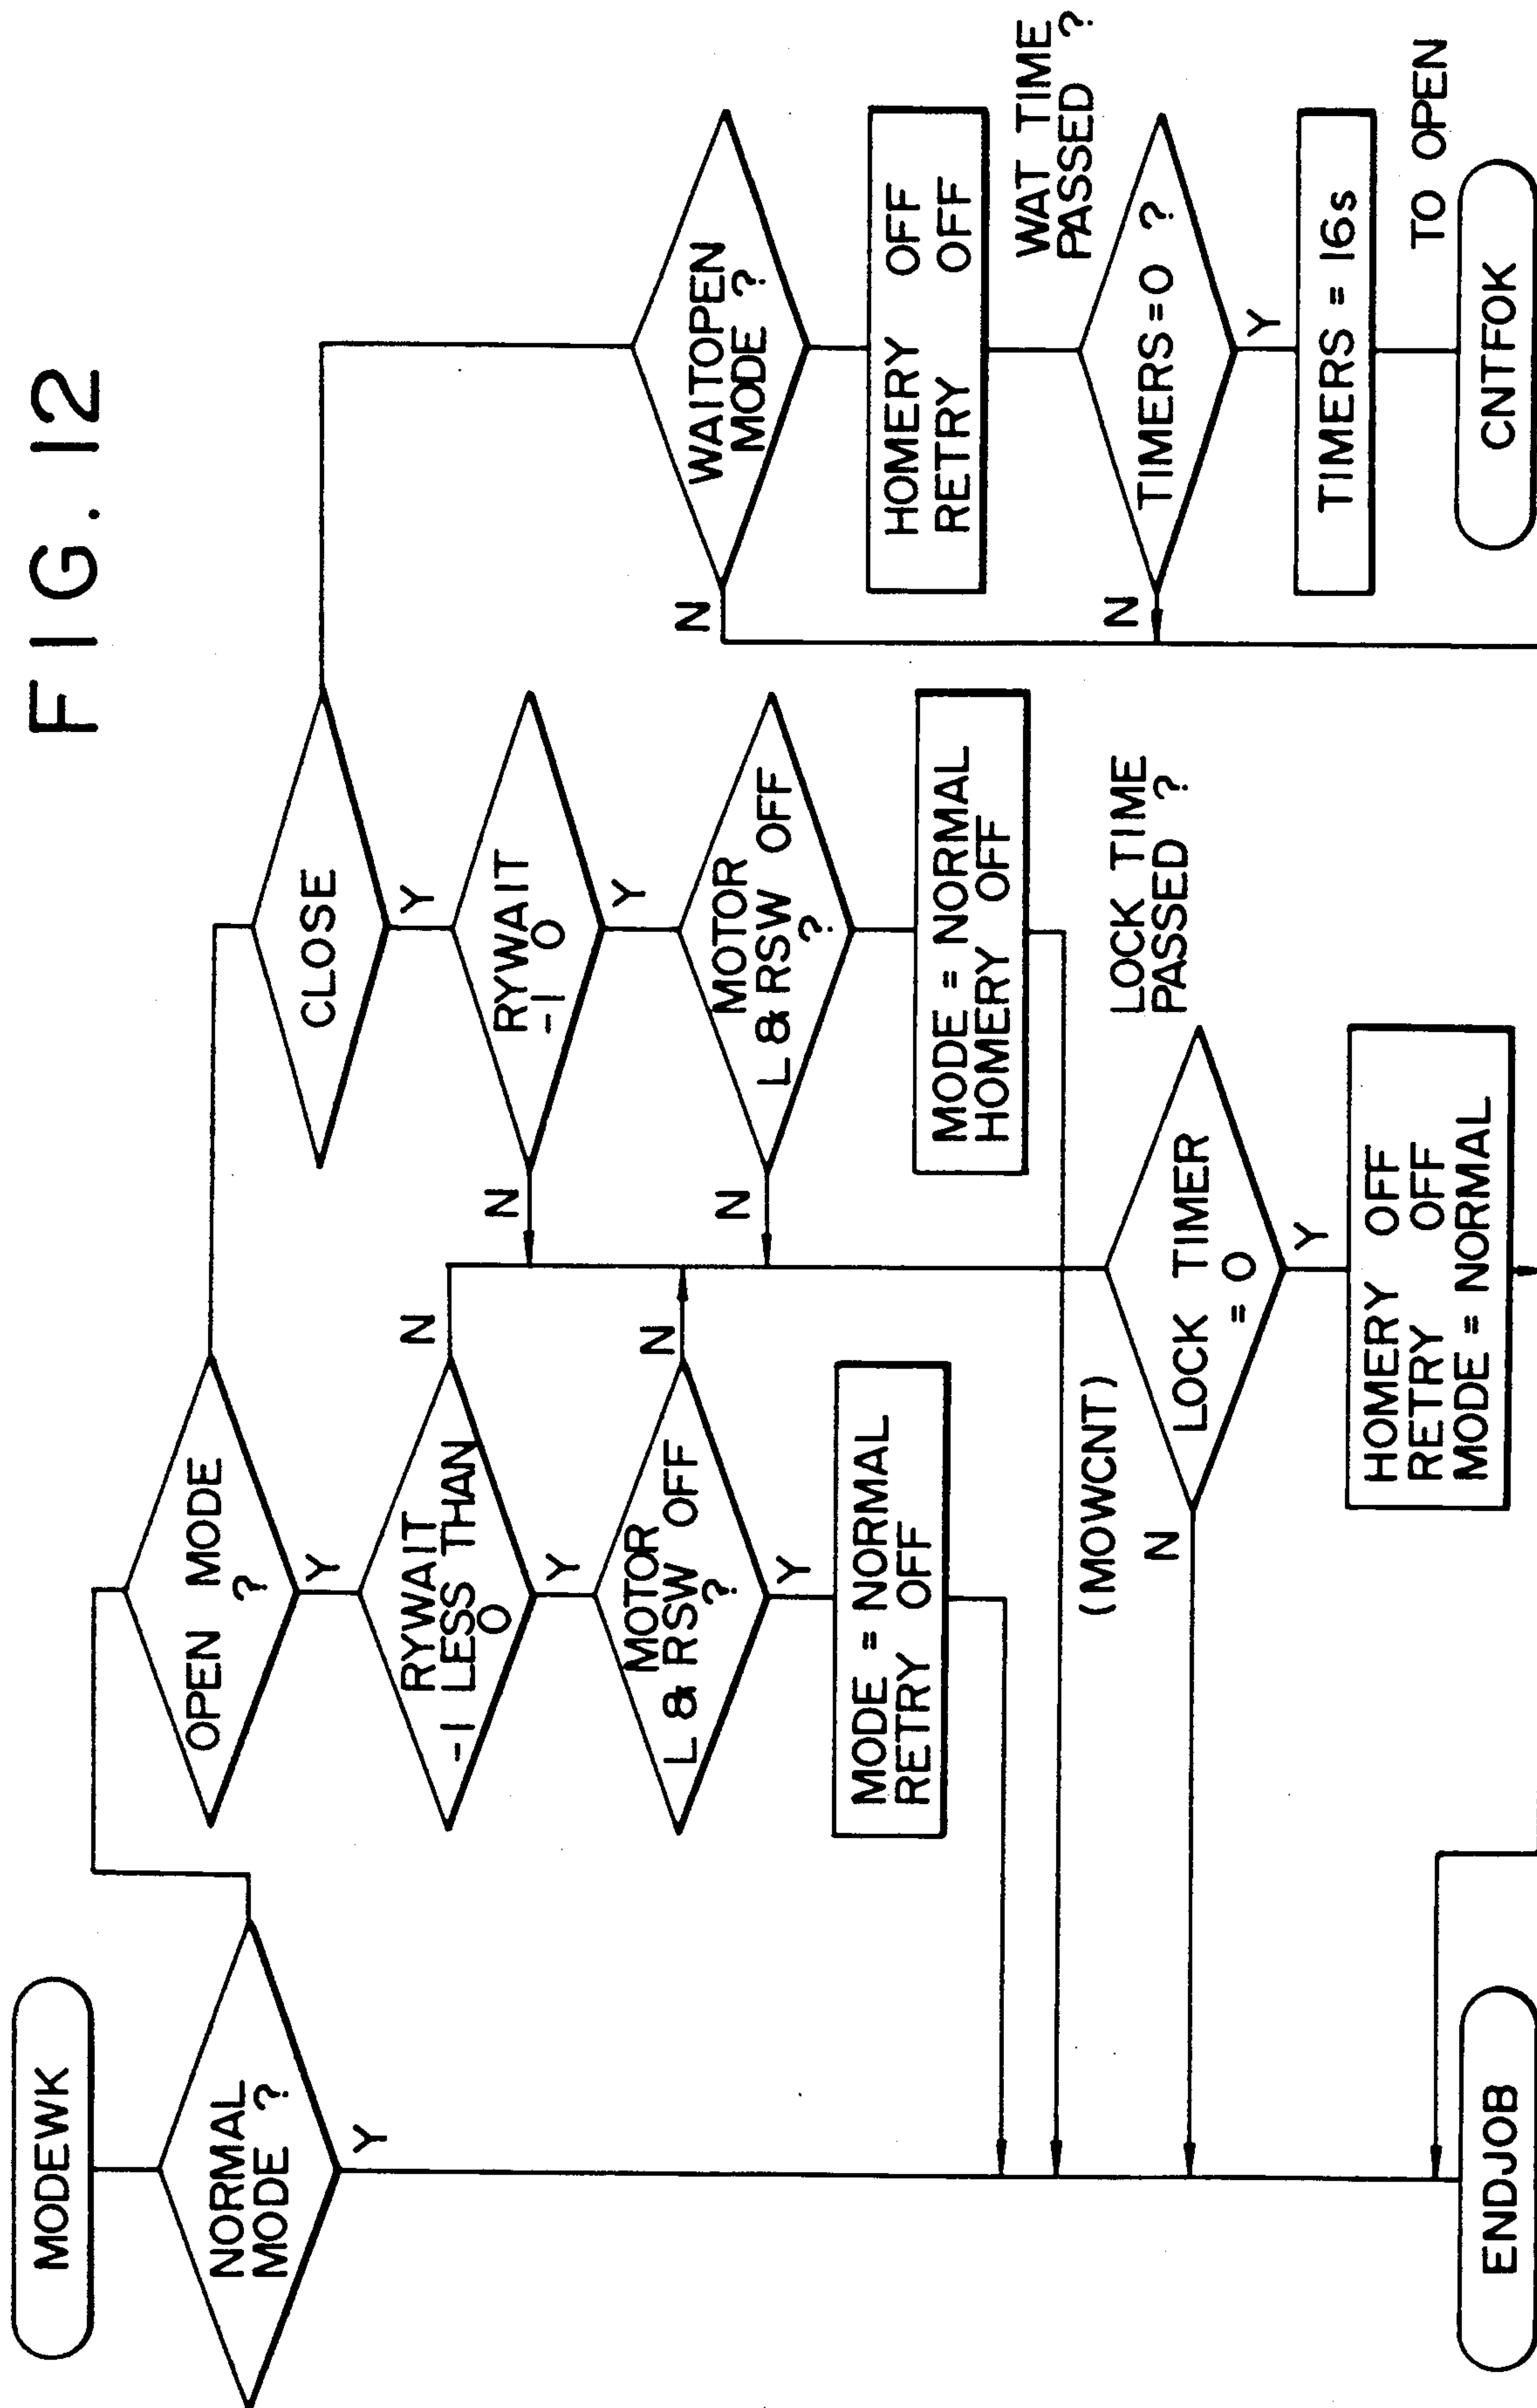 FIG. 12
MODEWK
NORMAL
MODE ?
Y
OPEN MODE
?
Y
RYWAIT
-1 LESS THAN
0
N
Y
MOTOR
L & RSW OFF
?
N
Y
MODE = NORMAL
RETRY OFF
CLOSE
Y
RYWAIT
-1 0
N
Y
MOTOR
L & RSW OFF
?
N
MODE = NORMAL
HOMERY OFF
(MOWCNT)
LOCK TIME
PASSED ?
LOCK TIMER
= 0
N
Y
HOMERY OFF
RETRY OFF
MODE = NORMAL
WAITOPEN
MODE ?
N
HOMERY OFF
RETRY OFF
WAT TIME
PASSED ?
TIMERS = 0 ?
N
Y
TIMERS = 16s
TO OPEN
CNTFOK
ENDJOB